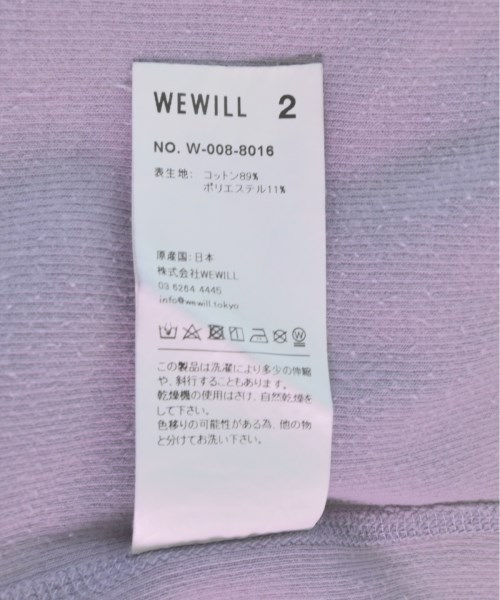 WEWILL 2
NO. W-008-8016
表生地: コットン89%
ポリエステル11%
原産国:日本
株式会社WEWILL
03 6264 4445
info@wewill.tokyo
W
この製品は洗濯により多少の伸縮
や、斜行することもあります。
乾燥機の使用はさけ、自然乾燥を
して下さい。
色移りの可能性がある為、他の物
と分けてお洗い下さい。